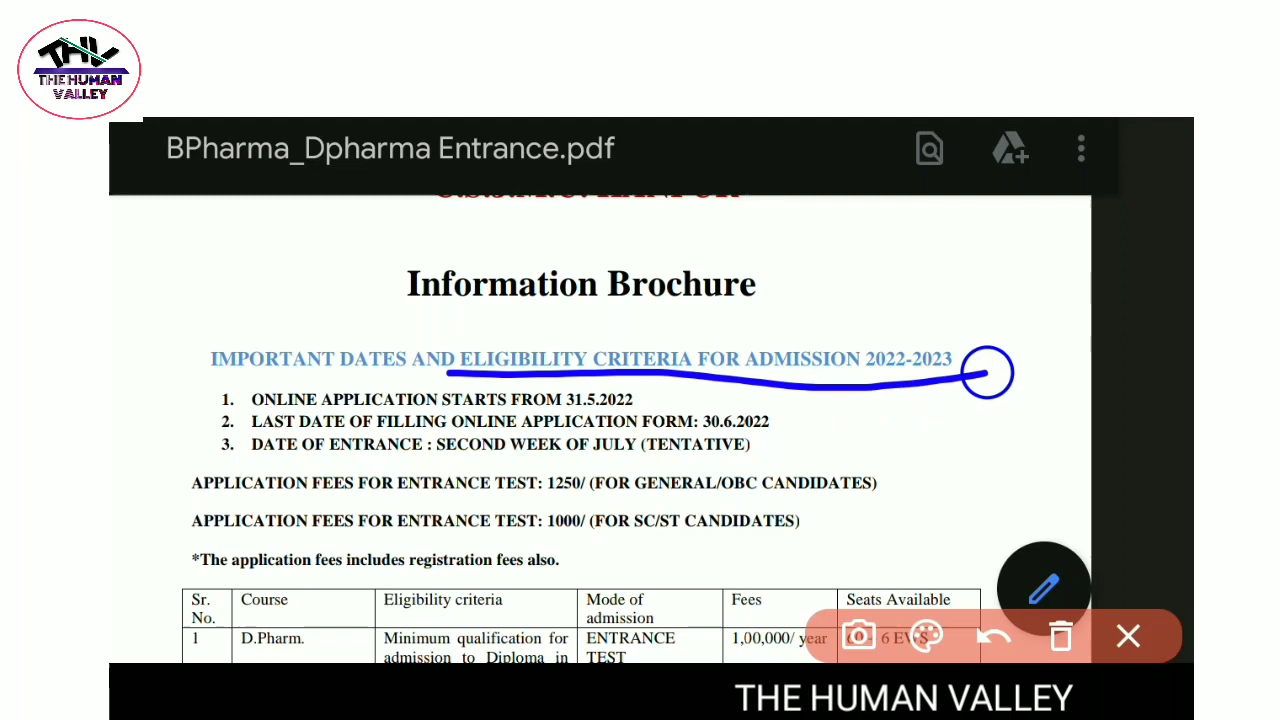 THV
THE HUMAN
VALLEY
BPharma_Dpharma Entrance.pdf
Information Brochure
IMPORTANT DATES AND ELIGIBILITY CRITERIA FOR ADMISSION 2022-2023
1. ONLINE APPLICATION STARTS FROM 31.5.2022
2. LAST DATE OF FILLING ONLINE APPLICATION FORM: 30.6.2022
3. DATE OF ENTRANCE : SECOND WEEK OF JULY (TENTATIVE)
APPLICATION FEES FOR ENTRANCE TEST: 1250/ (FOR GENERAL/OBC CANDIDATES)
APPLICATION FEES FOR ENTRANCE TEST: 1000/ (FOR SC/ST CANDIDATES)
*The application fees includes registration fees also.
Sr. No. Course Eligibility criteria Mode of admission Fees Seats Available
1 D.Pharm. Minimum qualification for admission to Diploma in ENTRANCE TEST 1,00,000/ year 6 EWS
THE HUMAN VALLEY